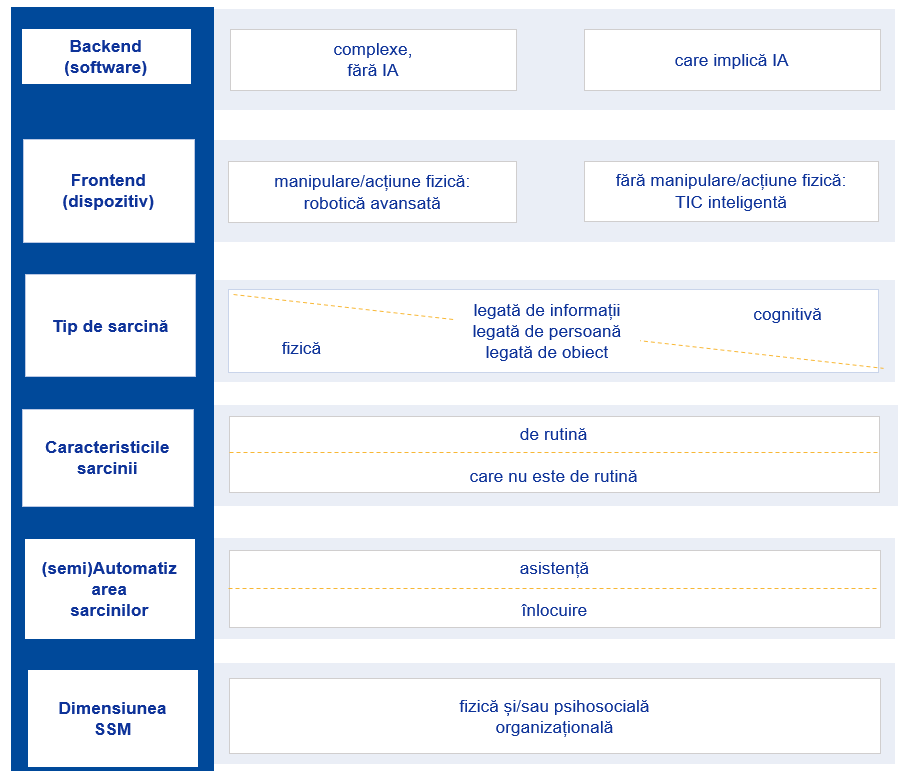 Backend
(software)
complexe,
fără IA
care implică IA
Frontend
(dispozitiv)
manipulare/acțiune fizică:
robotică avansată
fără manipulare/acțiune fizică:
TIC inteligentă
Tip de sarcină
fizică
legată de informații
legată de persoană
legată de obiect
cognitivă
Caracteristicile
sarcinii
de rutină
care nu este de rutină
(semi)Automatiz
area
sarcinilor
asistență
înlocuire
Dimensiunea
SSM
fizică și/sau psihosocială
organizațională